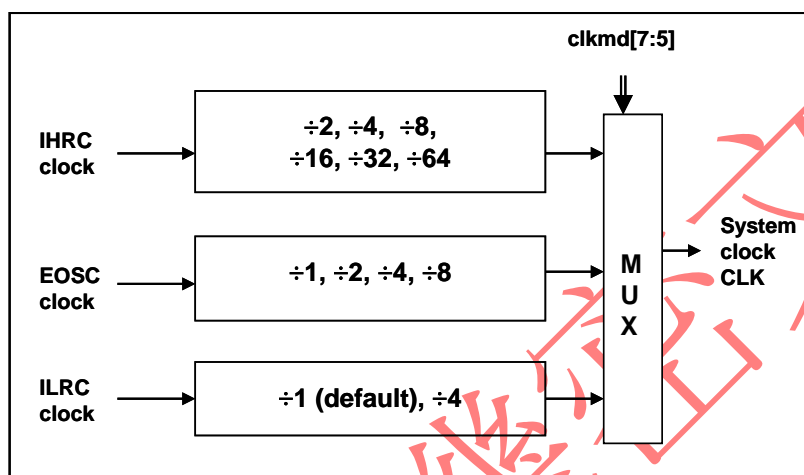 clkmd[7:5]
IHRC
clock
÷2, ÷4, ÷8,
÷16, ÷32, ÷64
EOSC
clock
÷1, ÷2, ÷4, ÷8
ILRC
clock
÷1 (default), ÷4
M
U
X
System
clock
CLK